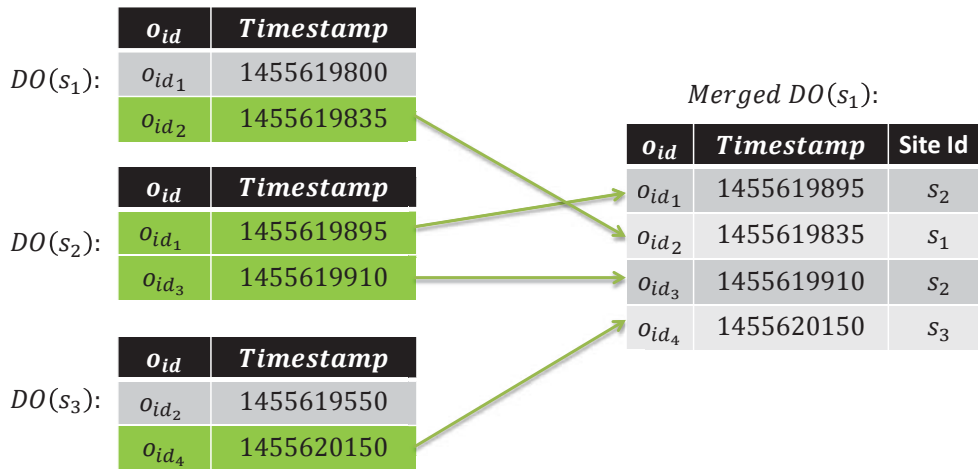 DO(s₁):
o_id Timestamp
o_id₁ 1455619800
o_id₂ 1455619835
DO(s₂):
o_id Timestamp
o_id₁ 1455619895
o_id₃ 1455619910
DO(s₃):
o_id Timestamp
o_id₂ 1455619550
o_id₄ 1455620150
Merged DO(s₁):
o_id Timestamp Site Id
o_id₁ 1455619895 s₂
o_id₂ 1455619835 s₁
o_id₃ 1455619910 s₂
o_id₄ 1455620150 s₃